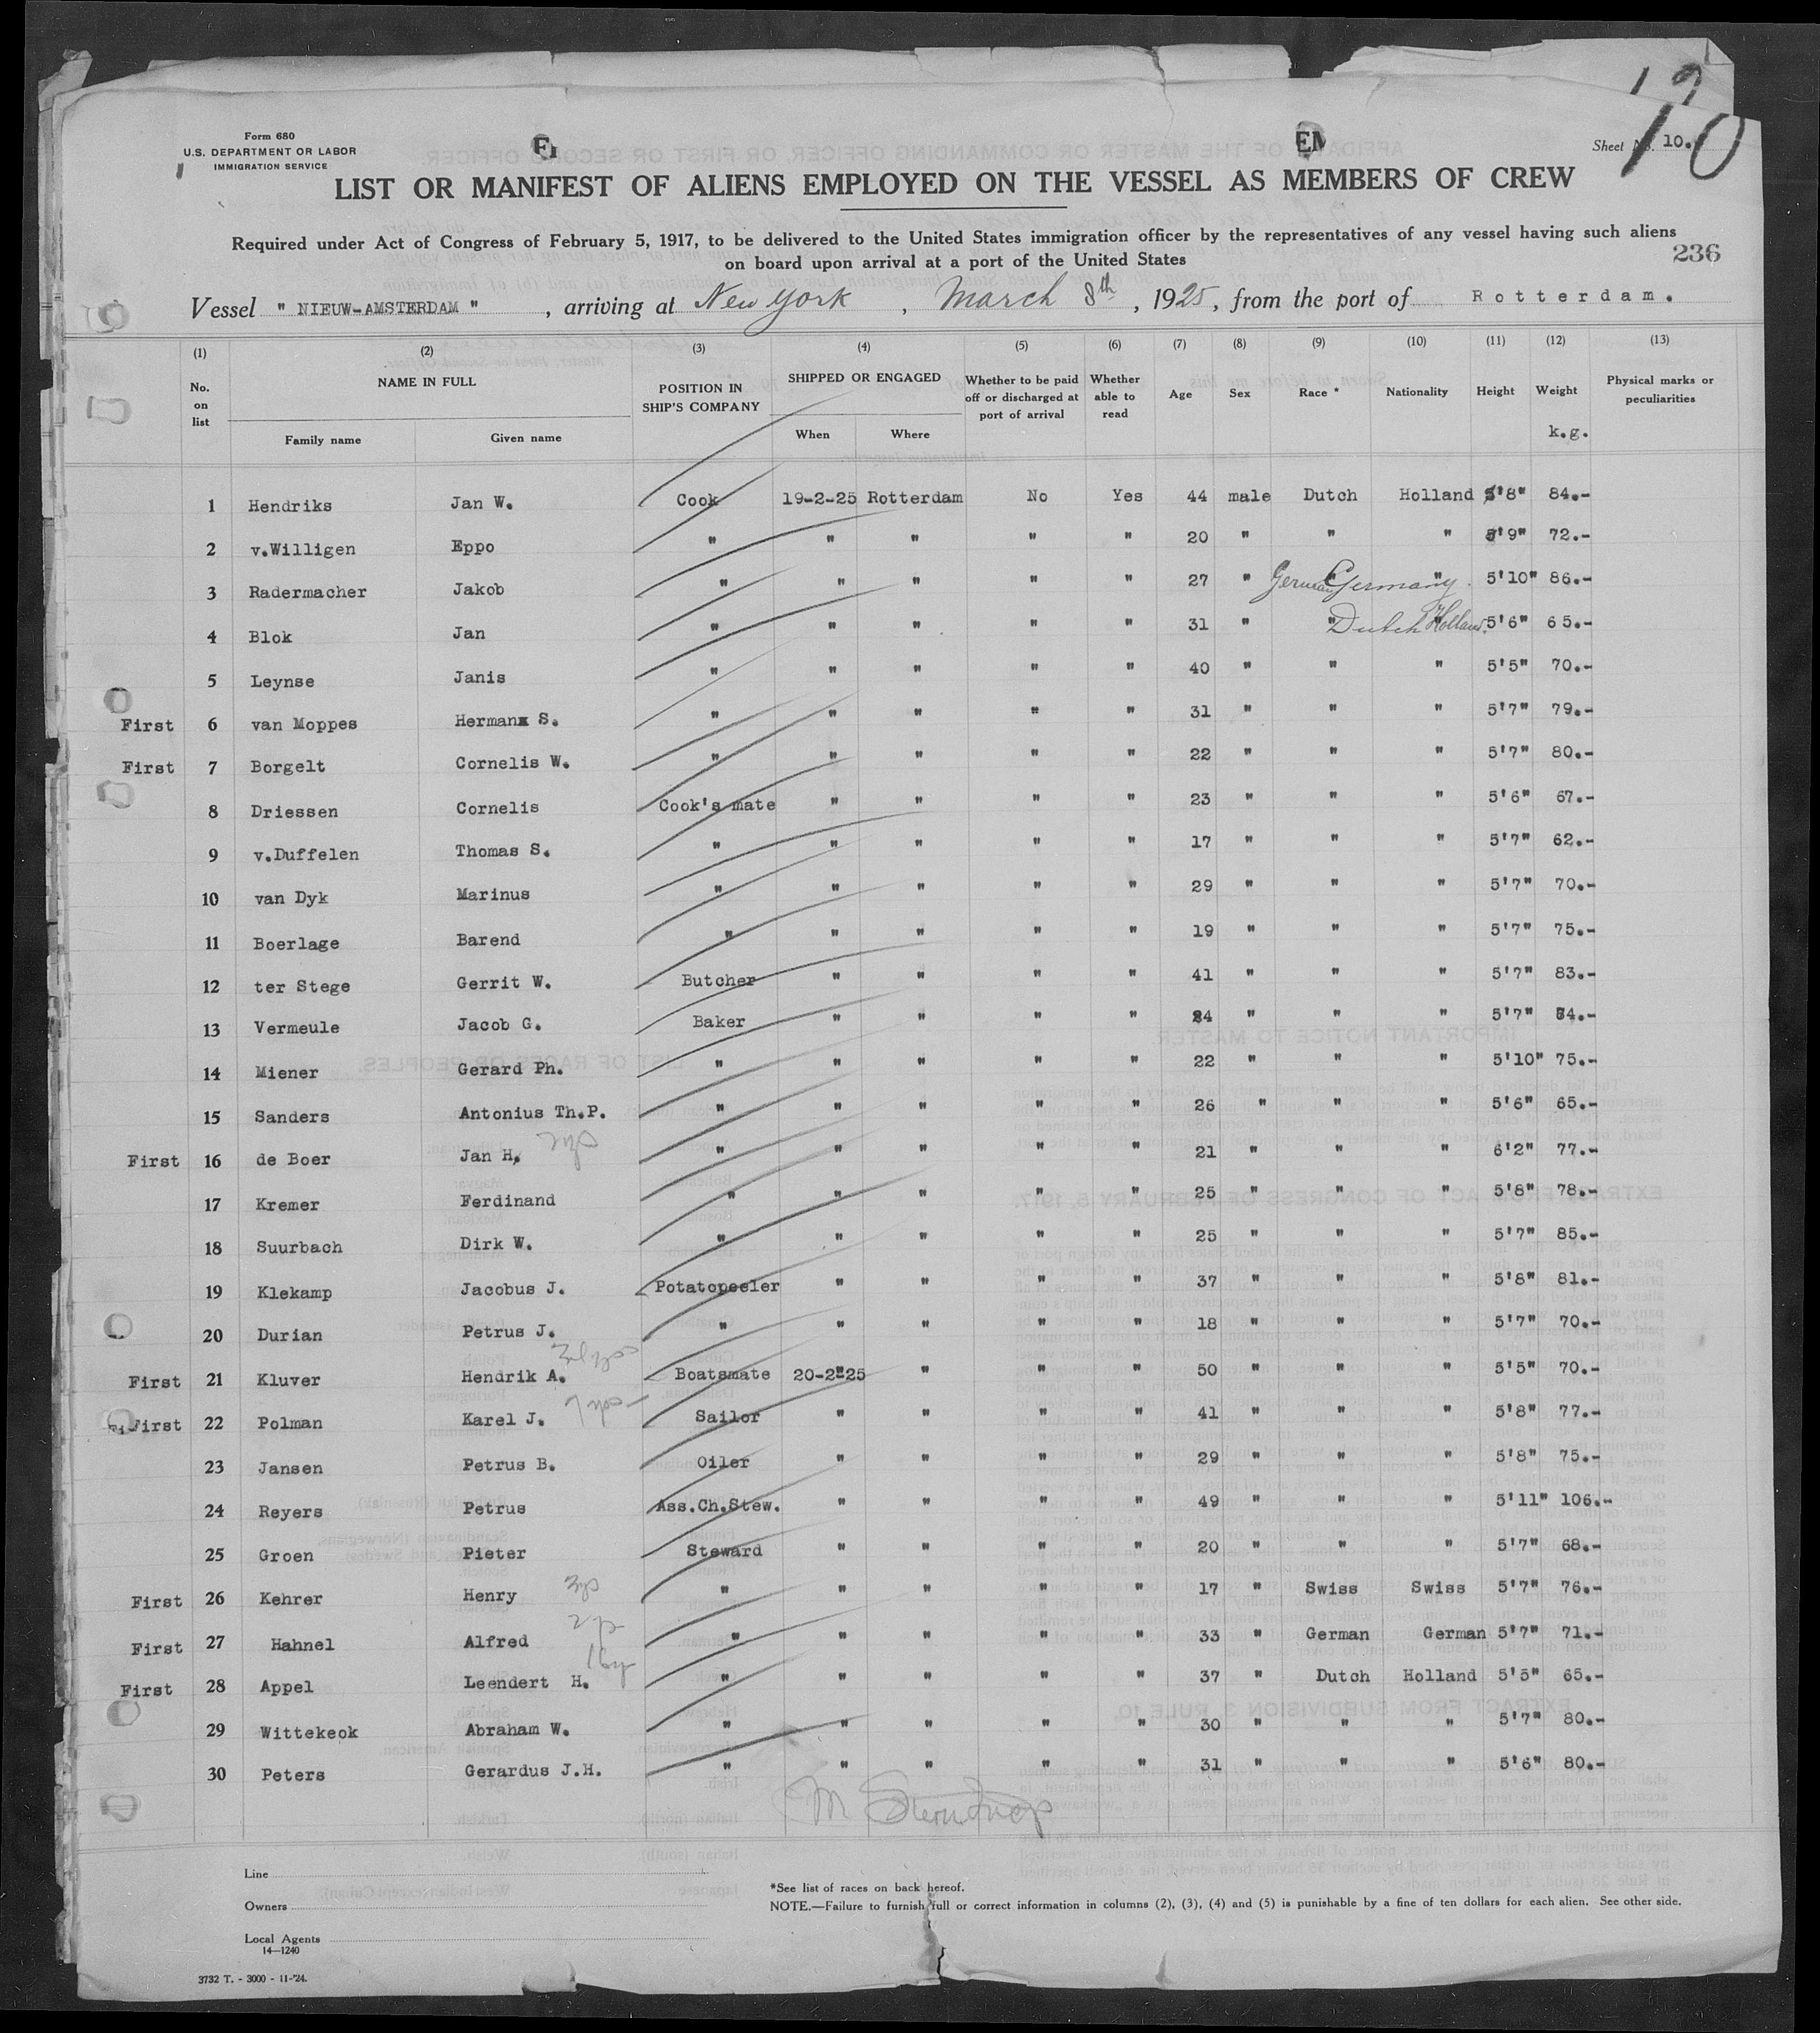 Form 680
U.S. DEPARTMENT OR LABOR
IMMIGRATION SERVICE
Sheet No. 10.
LIST OR MANIFEST OF ALIENS EMPLOYED ON THE VESSEL AS MEMBERS OF CREW
Required under Act of Congress of February 5, 1917, to be delivered to the United States immigration officer by the representatives of any vessel having such aliens
on board upon arrival at a port of the United States
236
Vessel " NIEUW-AMSTERDAM ", arriving at New York, March 8th, 1925, from the port of Rotterdam.
(1) (2) (3) (4) (5) (6) (7) (8) (9) (10) (11) (12) (13)
No. on list NAME IN FULL Family name Given name POSITION IN SHIP'S COMPANY SHIPPED OR ENGAGED When Where Whether to be paid off or discharged at port of arrival Whether able to read Age Sex Race * Nationality Height Weight k.g. Physical marks or peculiarities
1 Hendriks Jan W. Cook 19-2-25 Rotterdam No Yes 44 male Dutch Holland 5'8" 84.-
2 v.Willigen Eppo " " " " " 20 " " " 5'9" 72.-
3 Radermacher Jakob " " " " " 27 " German Germany 5'10" 86.-
4 Blok Jan " " " " " 31 " Dutch Holland 5'6" 65.-
5 Leynse Janis " " " " " 40 " " " 5'5" 70.-
First 6 van Moppes Hermanx S. " " " " " 31 " " " 5'7" 79.-
First 7 Borgelt Cornelis W. " " " " " 22 " " " 5'7" 80.-
8 Driessen Cornelis Cook's mate " " " " 23 " " " 5'6" 67.-
9 v.Duffelen Thomas S. " " " " " 17 " " " 5'7" 62.-
10 van Dyk Marinus " " " " " 29 " " " 5'7" 70.-
11 Boerlage Barend " " " " " 19 " " " 5'7" 75.-
12 ter Stege Gerrit W. Butcher " " " " 41 " " " 5'7" 83.-
13 Vermeule Jacob G. Baker " " " " 24 " " " 5'7" 4.-
14 Miener Gerard Ph. " " " " " 22 " " " 5'10" 75.-
15 Sanders Antonius Th.P. " " " " " 26 " " " 5'6" 65.-
First 16 de Boer Jan H. " " " " " 21 " " " 6'2" 77.-
17 Kremer Ferdinand " " " " " 25 " " " 5'8" 78.-
18 Suurbach Dirk W. " " " " " 25 " " " 5'7" 85.-
19 Klekamp Jacobus J. Potatopeeler " " " " 37 " " " 5'8" 81.-
20 Durian Petrus J. " " " " " 18 " " " 5'7" 70.-
First 21 Kluver Hendrik A. Boatsmate 20-2-25 " " " 50 " " " 5'5" 70.-
First 22 Polman Karel J. Sailor " " " " 41 " " " 5'8" 77.-
23 Jansen Petrus B. Oiler " " " " 29 " " " 5'8" 75.-
24 Reyers Petrus Ass.Ch.Stew. " " " " 49 " " " 5'11" 106.-
25 Groen Pieter Steward " " " " 20 " " " 5'7" 68.-
First 26 Kehrer Henry " " " " " 17 " Swiss Swiss 5'7" 76.-
First 27 Hahnel Alfred " " " " " 33 " German German 5'7" 71.-
First 28 Appel Leendert H. " " " " " 37 " Dutch Holland 5'5" 65.-
29 Wittekeok Abraham W. " " " " " 30 " " " 5'7" 80.-
30 Peters Gerardus J.H. " " " " " 31 " " " 5'6" 80.-
Line
Owners
Local Agents
14—1240
*See list of races on back hereof.
NOTE.—Failure to furnish full or correct information in columns (2), (3), (4) and (5) is punishable by a fine of ten dollars for each alien. See other side.
3732 T. - 3000 - 11-'24.